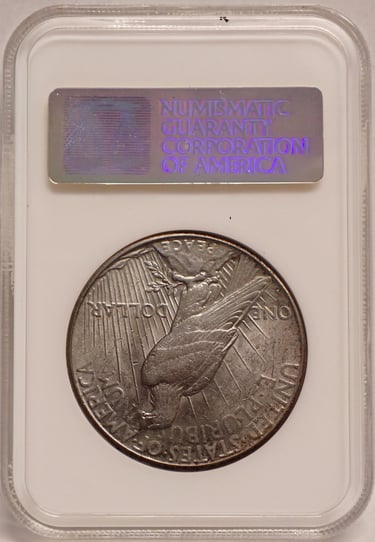 NUMISMATIC
GUARANTY
CORPORATION
OF AMERICA
UNITED·STATES·OF·AMERICA
E·PLURIBUS
UNUM
ONE DOLLAR
PEACE